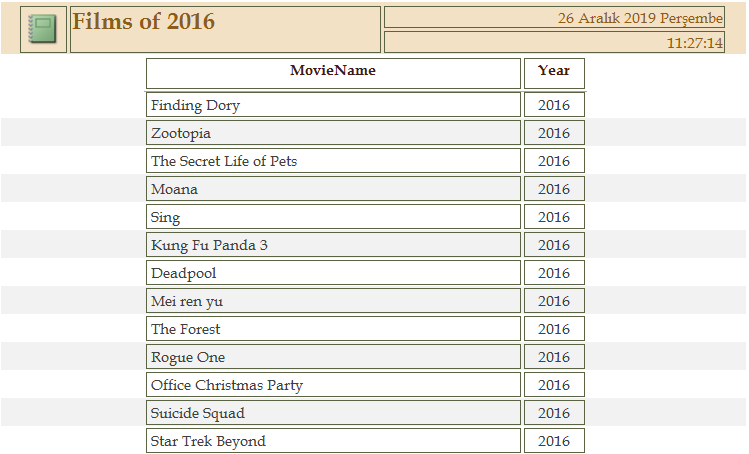 Films of 2016
26 Aralık 2019 Perşembe
11:27:14
MovieName Year
Finding Dory 2016
Zootopia 2016
The Secret Life of Pets 2016
Moana 2016
Sing 2016
Kung Fu Panda 3 2016
Deadpool 2016
Mei ren yu 2016
The Forest 2016
Rogue One 2016
Office Christmas Party 2016
Suicide Squad 2016
Star Trek Beyond 2016